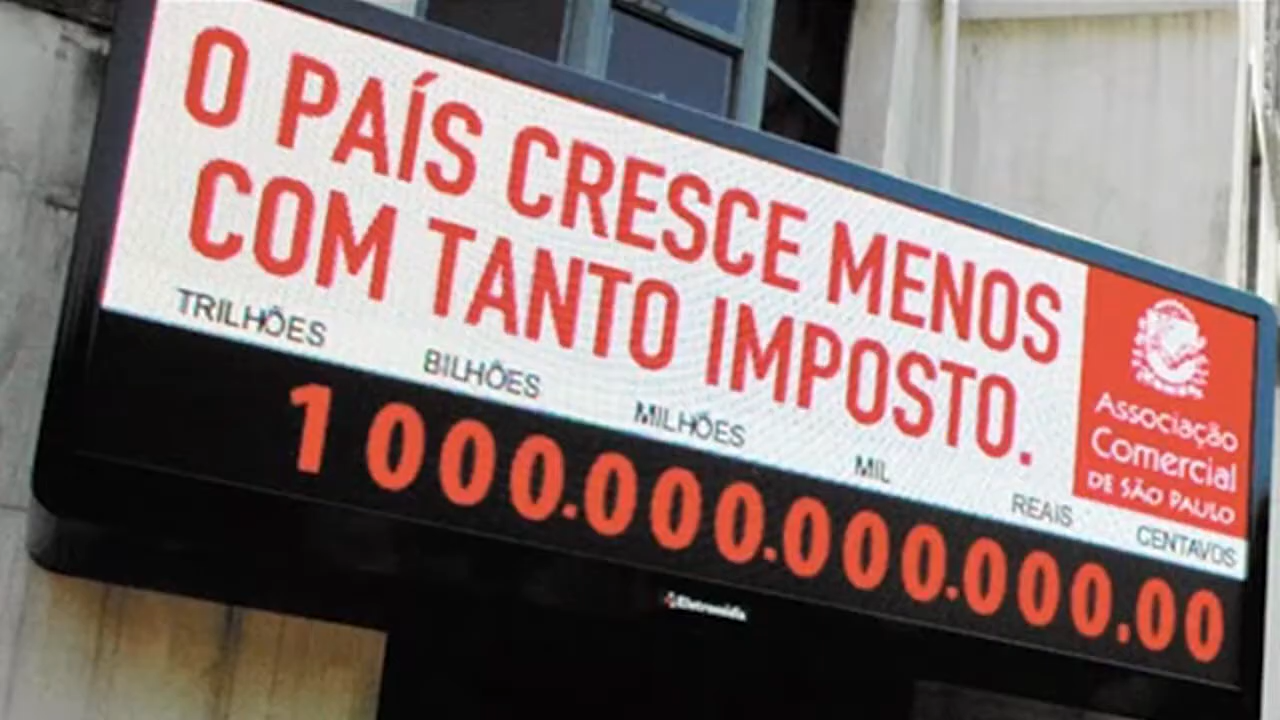 O PAÍS CRESCE MENOS
COM TANTO IMPOSTO.
Associação
Comercial
DE SÃO PAULO
TRILHÕES BILHÕES MILHÕES MIL REAIS CENTAVOS
1 000.000.000.000.00
Eletromidia